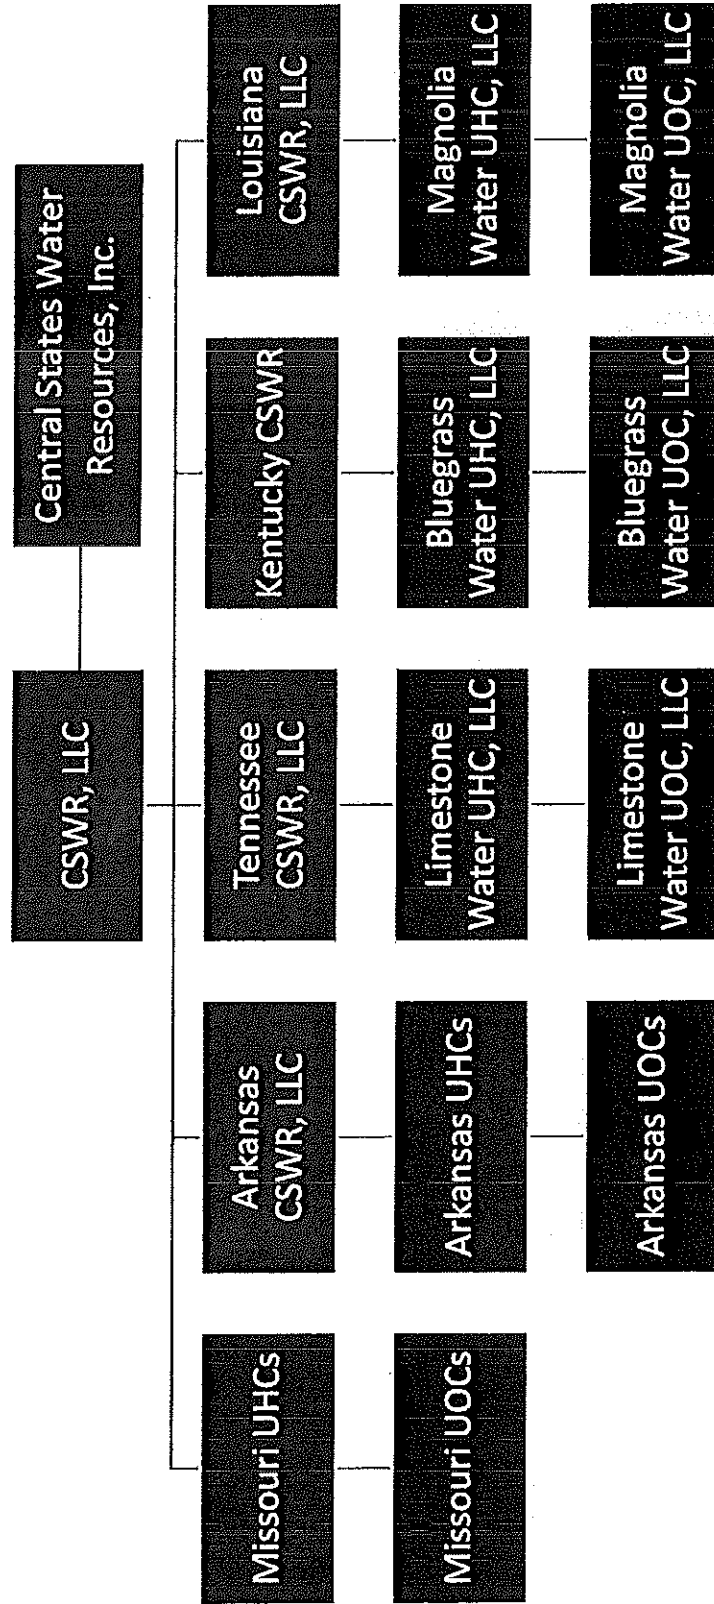 CSWR, LLC
Central States Water
Resources, Inc.
Missouri UHCs
Arkansas
CSWR, LLC
Tennessee
CSWR, LLC
Kentucky CSWR
Louisiana
CSWR, LLC
Missouri UOCs
Arkansas UHCs
Limestone
Water UHC, LLC
Bluegrass
Water UHC, LLC
Magnolia
Water UHC, LLC
Arkansas UOCs
Limestone
Water UOC, LLC
Bluegrass
Water UOC, LLC
Magnolia
Water UOC, LLC